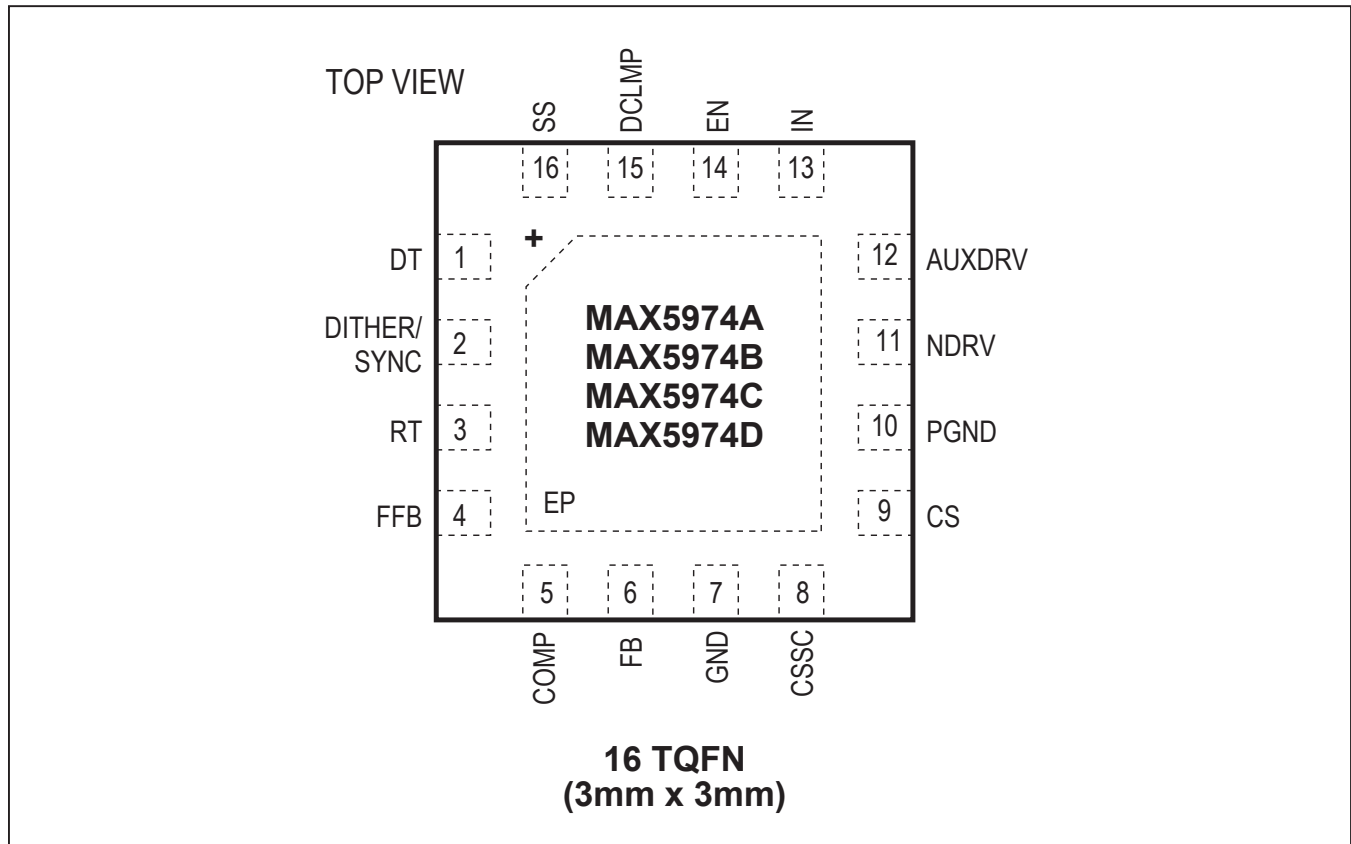 TOP VIEW
SS
DCLMP
EN
IN
16
15
14
13
+
DT
1
12
AUXDRV
DITHER/
SYNC
2
11
NDRV
MAX5974A
MAX5974B
MAX5974C
MAX5974D
RT
3
10
PGND
FFB
4
EP
9
CS
5
6
7
8
COMP
FB
GND
CSSC
16 TQFN
(3mm x 3mm)